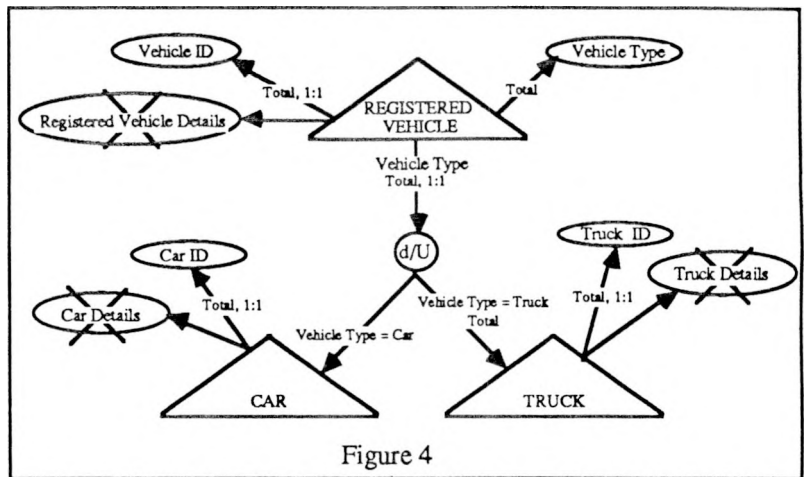 Vehicle ID
Vehicle Type
Total, 1:1
Total
Registered Vehicle Details
REGISTERED
VEHICLE
Vehicle Type
Total, 1:1
Car ID
d/U
Truck ID
Truck Details
Car Details
Total, 1:1
Vehicle Type = Truck
Total
Total, 1:1
Vehicle Type = Car
CAR
TRUCK
Figure 4